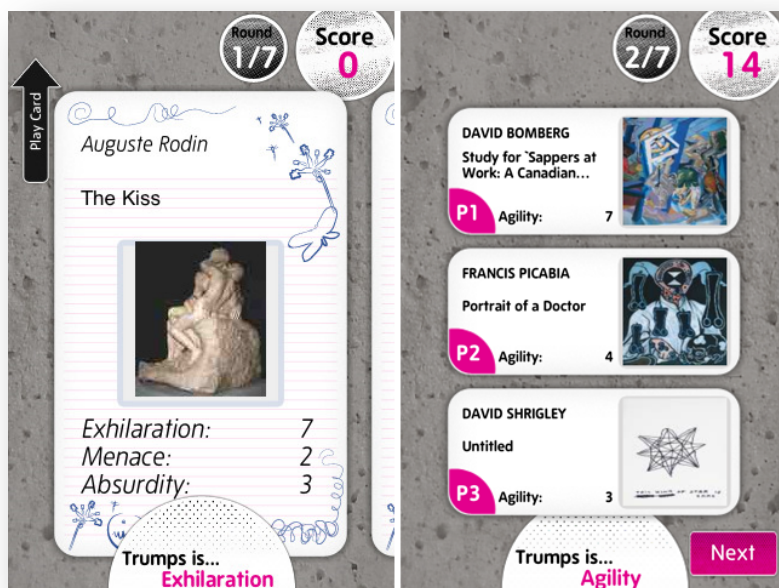 Round
1/7
Score
0
Play Card
Auguste Rodin
The Kiss
Exhilaration: 7
Menace: 2
Absurdity: 3
Trumps is...
Exhilaration
Round
2/7
Score
14
DAVID BOMBERG
Study for `Sappers at
Work: A Canadian...
P1 Agility: 7
FRANCIS PICABIA
Portrait of a Doctor
P2 Agility: 4
DAVID SHRIGLEY
Untitled
P3 Agility: 3
Trumps is...
Agility
Next